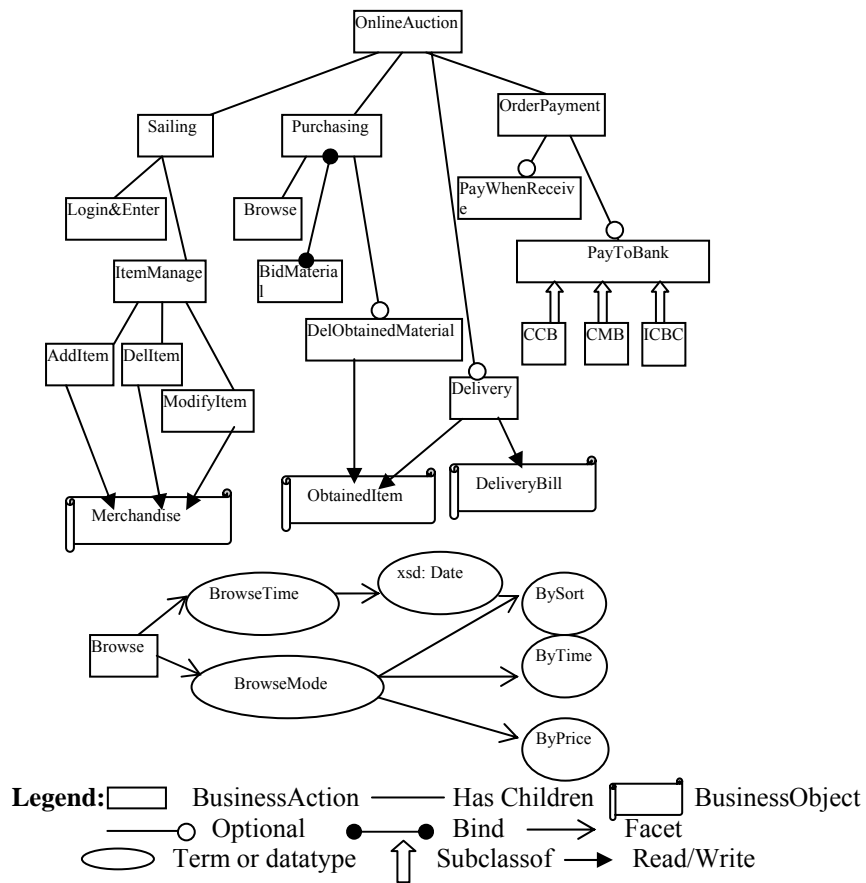 OnlineAuction
OrderPayment
Sailing
Purchasing
PayWhenReceiv
e
Login&Enter
Browse
PayToBank
ItemManage
BidMateria
l
DelObtainedMaterial
CCB
CMB
ICBC
AddItem
DelItem
Delivery
ModifyItem
Merchandise
ObtainedItem
DeliveryBill
xsd: Date
BrowseTime
BySort
Browse
ByTime
BrowseMode
ByPrice
Legend: BusinessAction Has Children BusinessObject
Optional Bind Facet
Term or datatype Subclassof Read/Write